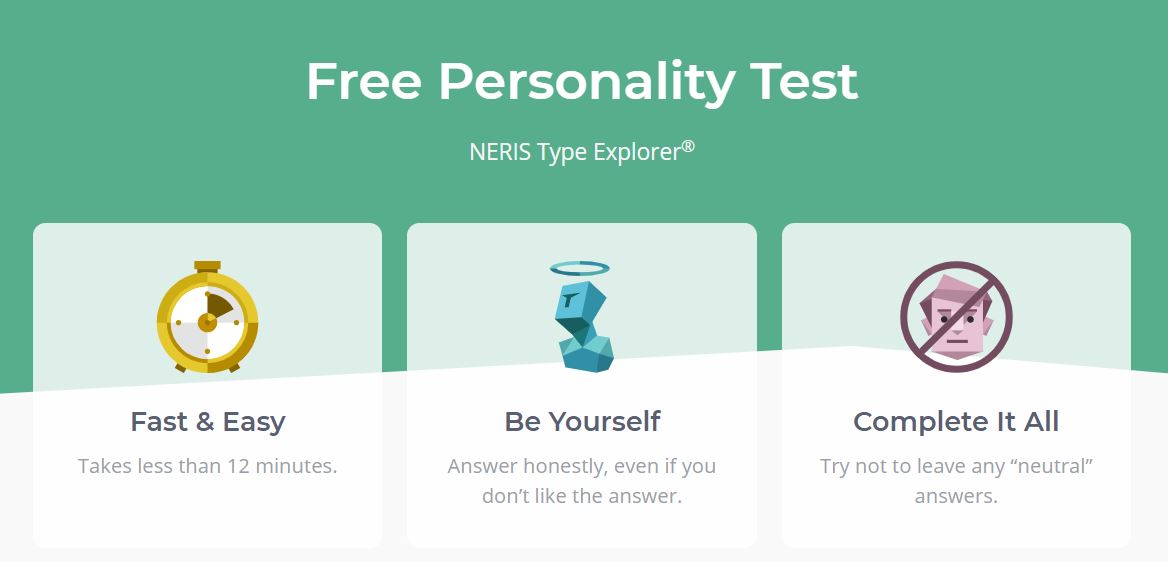 Free Personality Test
NERIS Type Explorer®
Fast & Easy
Takes less than 12 minutes.
T
Be Yourself
Answer honestly, even if you
don’t like the answer.
Complete It All
Try not to leave any “neutral”
answers.